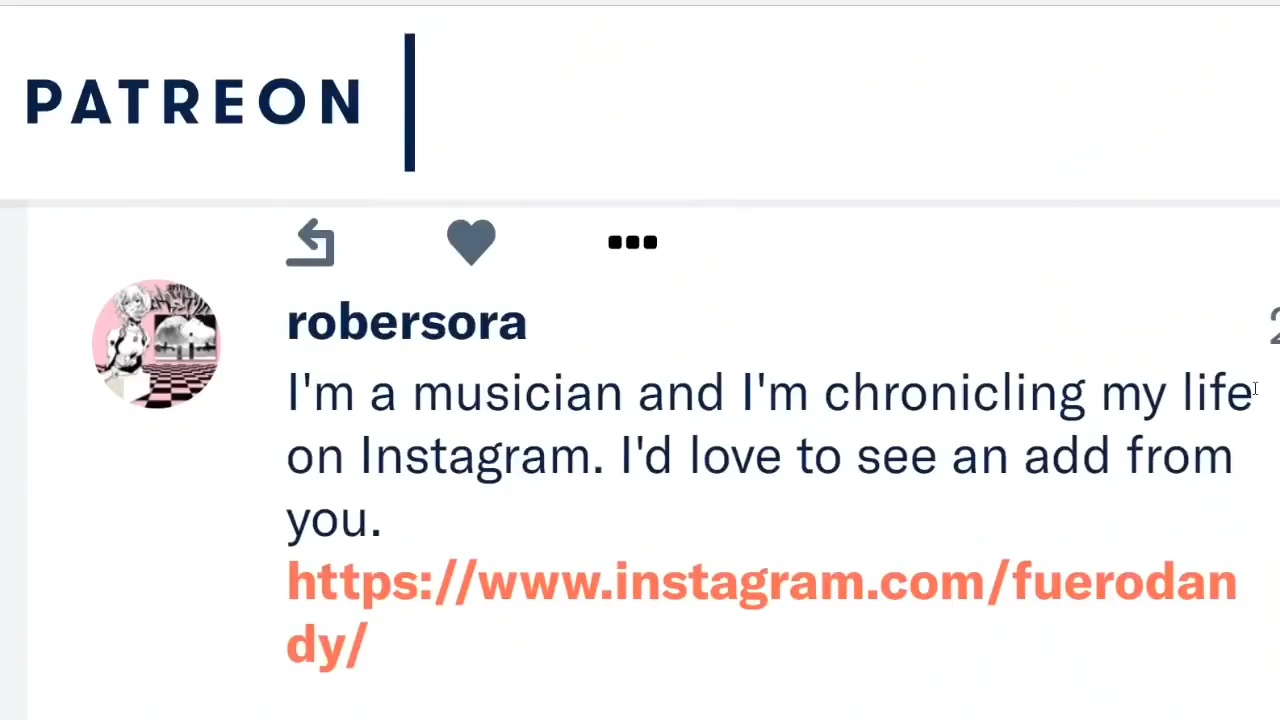 PATREON
robersora
I'm a musician and I'm chronicling my life
on Instagram. I'd love to see an add from
you.
https://www.instagram.com/fuerodan
dy/